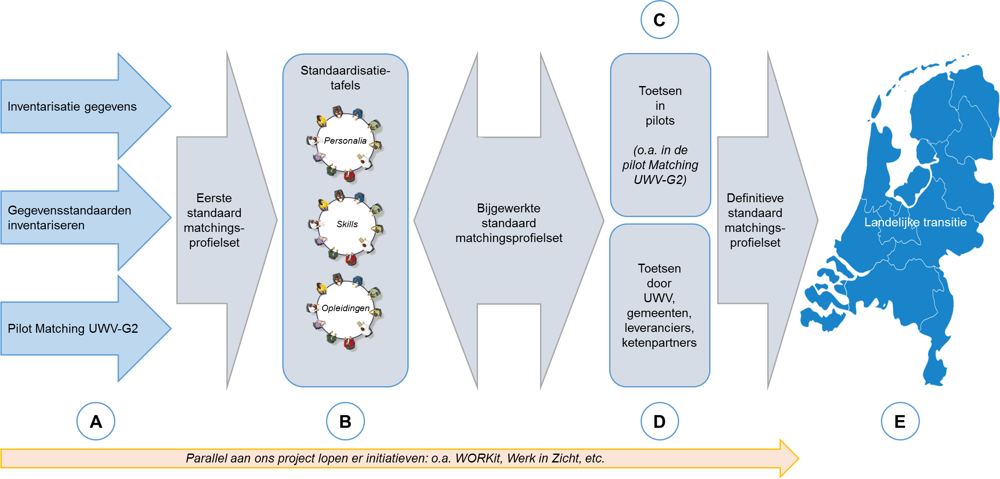 Inventarisatie gegevens
Gegevensstandaarden
inventariseren
Pilot Matching UWV-G2
A
Eerste
standaard
matchings-
profielset
Standaardisatie-
tafels
Personalia
Skills
Opleidingen
B
Bijgewerkte
standaard
matchingsprofielset
C
Toetsen
in
pilots
(o.a. in de
pilot Matching
UWV-G2)
Toetsen
door
UWV,
gemeenten,
leveranciers,
ketenpartners
D
Definitieve
standaard
matchings-
profielset
Landelijke transitie
E
Parallel aan ons project lopen er initiatieven: o.a. WORKit, Werk in Zicht, etc.